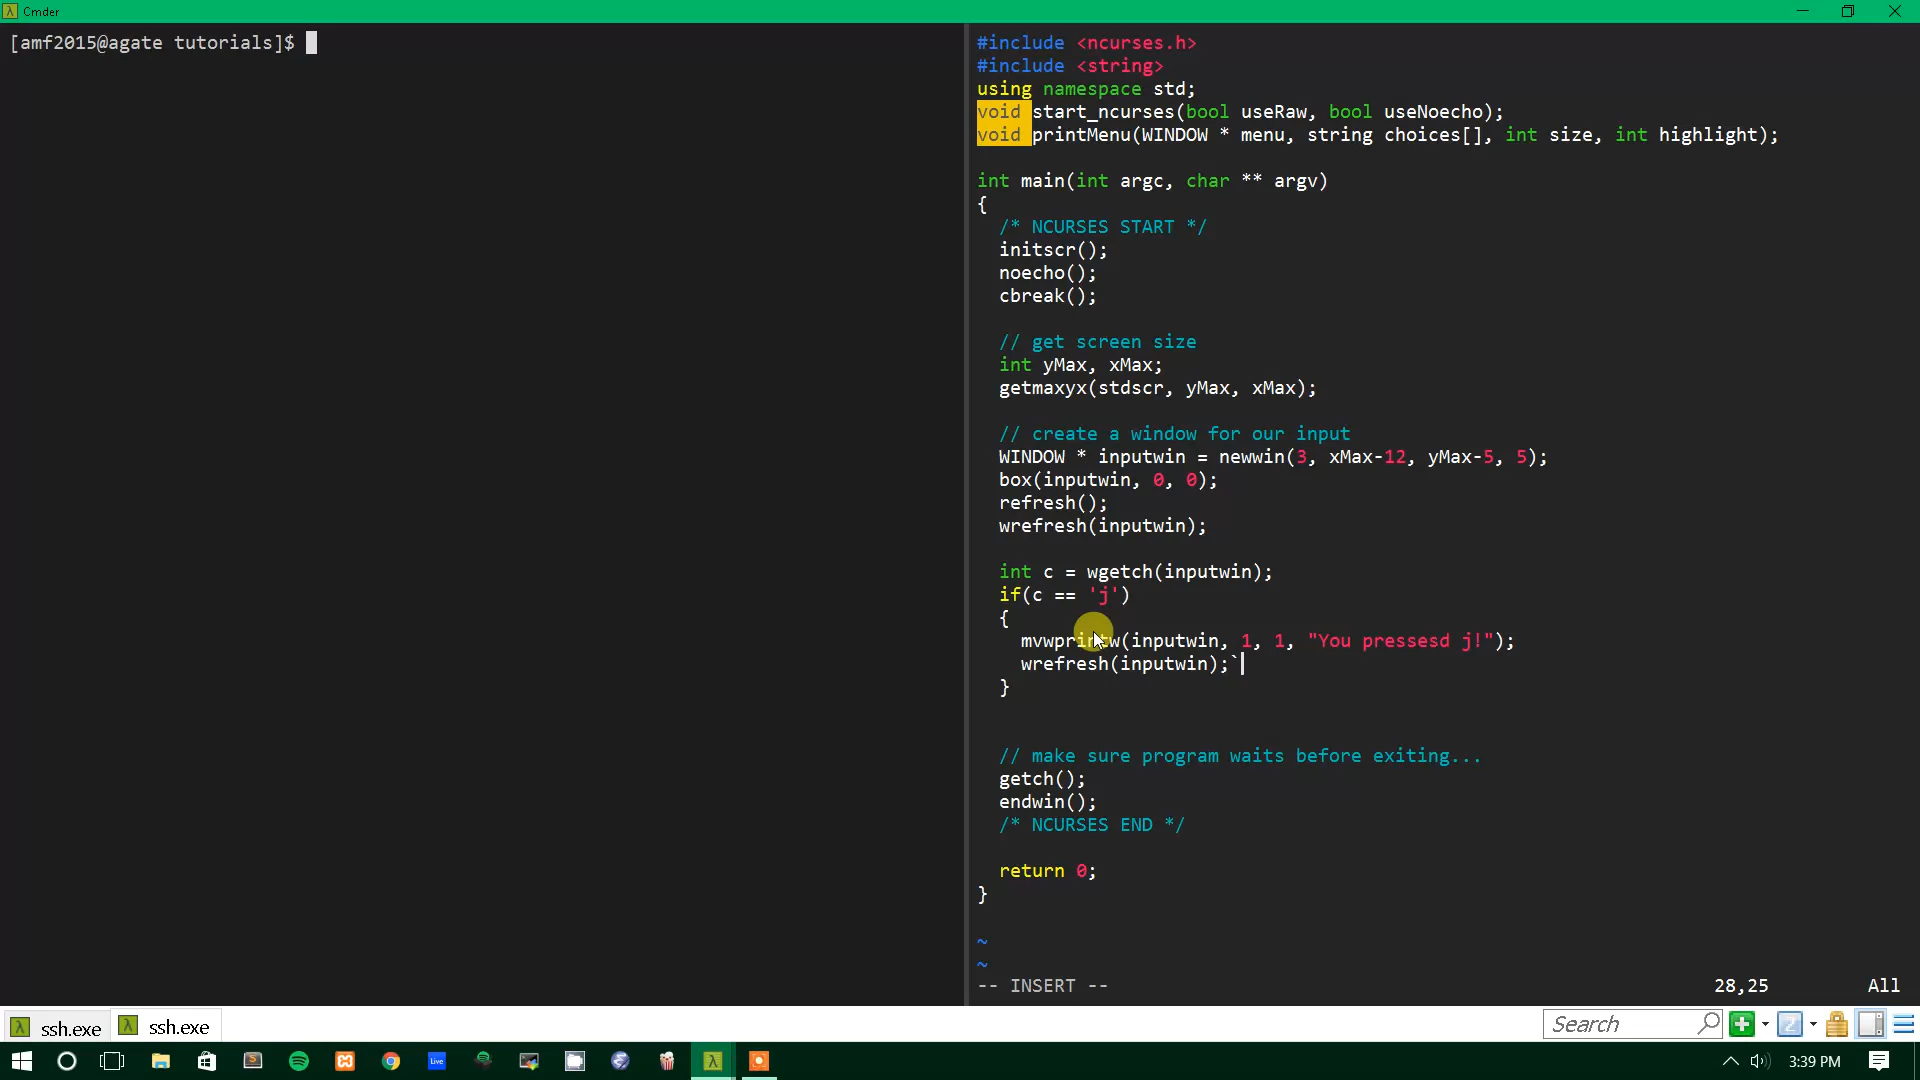 Cmder
[amf2015@agate tutorials]$
#include <ncurses.h>
#include <string>
using namespace std;
void start_ncurses(bool useRaw, bool useNoecho);
void printMenu(WINDOW * menu, string choices[], int size, int highlight);
int main(int argc, char ** argv)
{
/* NCURSES START */
initscr();
noecho();
cbreak();
// get screen size
int yMax, xMax;
getmaxyx(stdscr, yMax, xMax);
// create a window for our input
WINDOW * inputwin = newwin(3, xMax-12, yMax-5, 5);
box(inputwin, 0, 0);
refresh();
wrefresh(inputwin);
int c = wgetch(inputwin);
if(c == 'j')
{
mvwprintw(inputwin, 1, 1, "You pressesd j!");
wrefresh(inputwin);`
}
// make sure program waits before exiting...
getch();
endwin();
/* NCURSES END */
return 0;
}
~
~
-- INSERT -- 28,25 All
ssh.exe ssh.exe Search
Live 3:39 PM